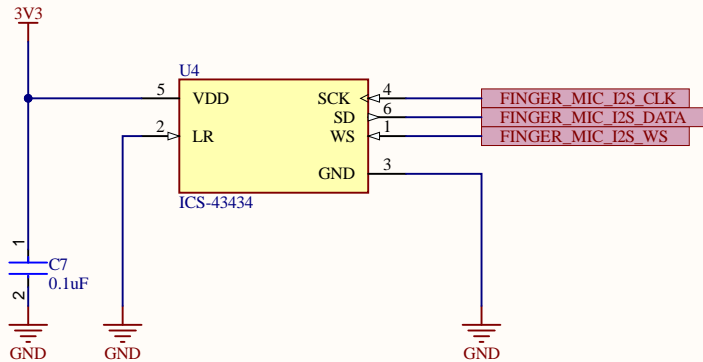 3V3
U4
5 VDD SCK 4 FINGER_MIC_I2S_CLK
SD 6 FINGER_MIC_I2S_DATA
2 LR WS 1 FINGER_MIC_I2S_WS
GND 3
ICS-43434
1
C7
0.1uF
2
GND GND GND